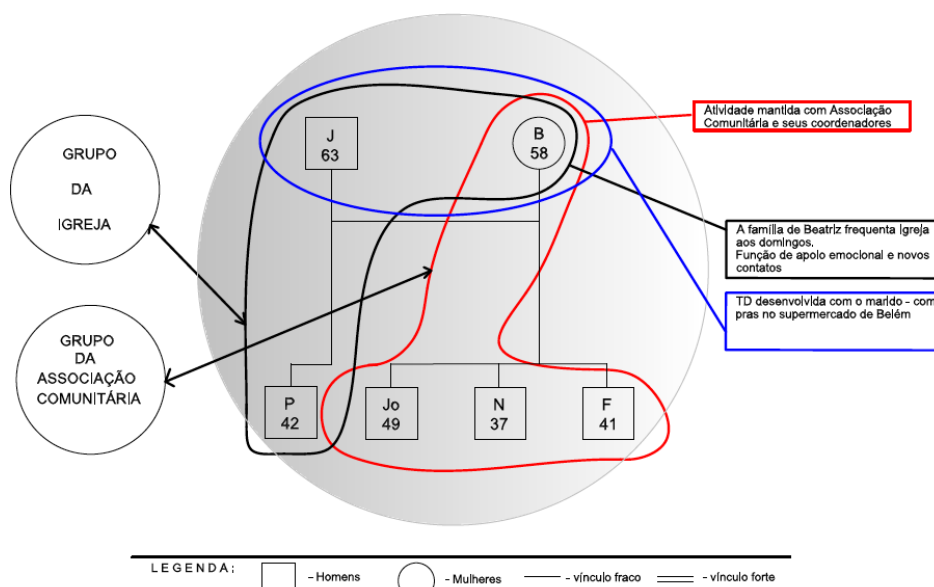 GRUPO
DA
IGREJA
GRUPO
DA
ASSOCIAÇÃO
COMUNITÁRIA
J
63
B
58
P
42
Jo
49
N
37
F
41
Atividade mantida com Associação
Comunitária e seus coordenadores
A família de Beatriz frequenta Igreja
aos domingos.
Função de apoio emocional e novos
contatos
TD desenvolvida com o marido - com
pras no supermercado de Belém
LEGENDA;
- Homens
- Mulheres
- vínculo fraco
- vínculo forte